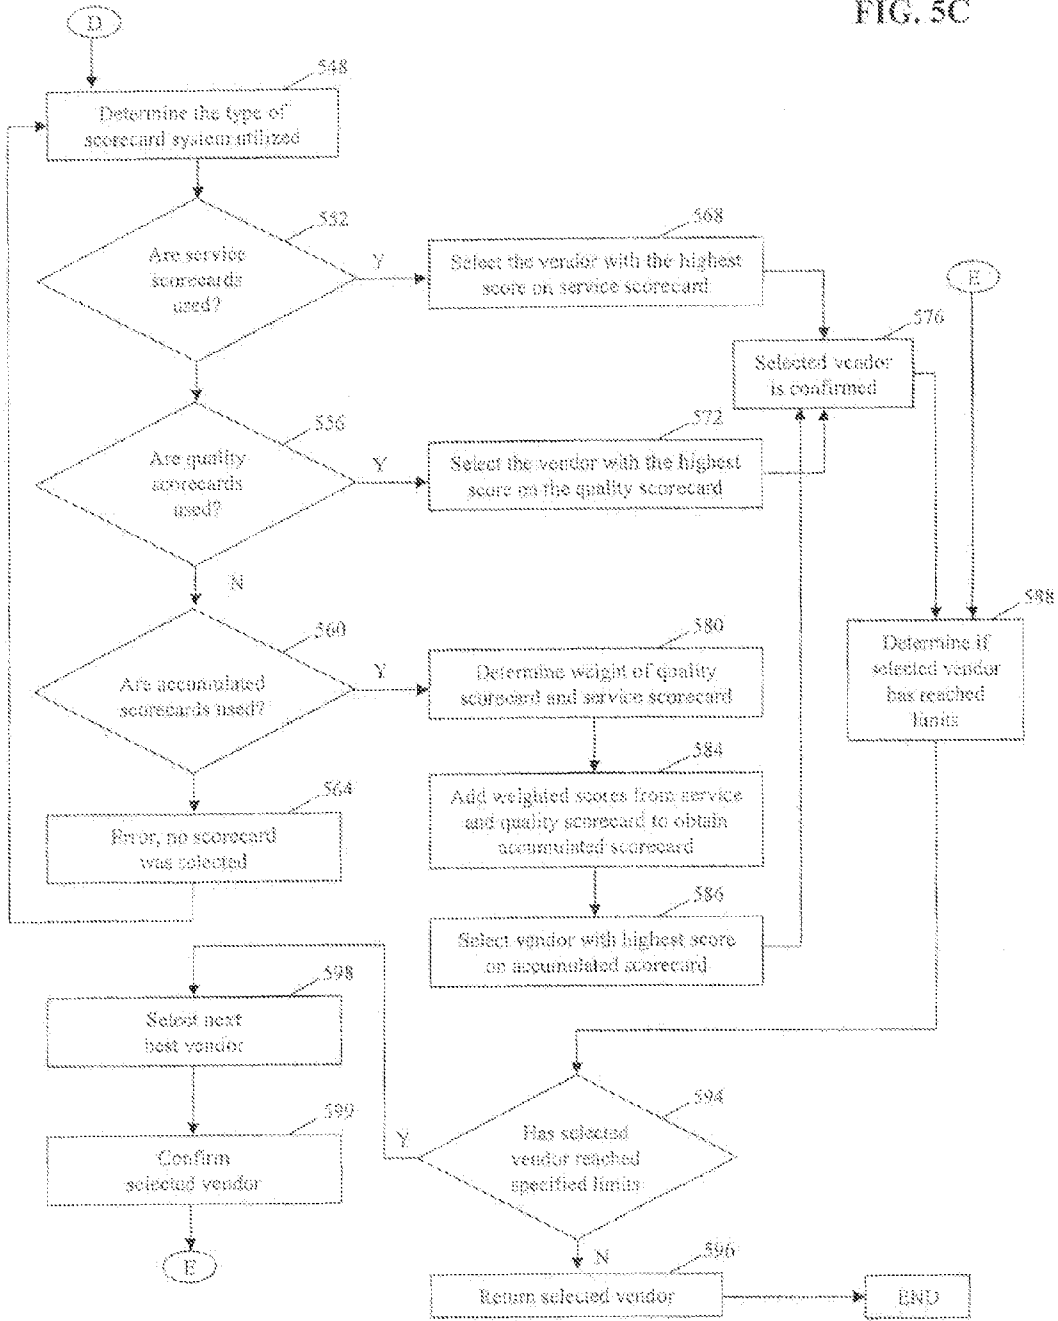 FIG. 5C
D
548
Determine the type of
scorecard system utilized
552
Are service
scorecards
used?
Y
568
Select the vendor with the highest
score on service scorecard
E
576
Selected vendor
is confirmed
556
Are quality
scorecards
used?
Y
572
Select the vendor with the highest
score on the quality scorecard
N
560
Are accumulated
scorecards used?
Y
580
Determine weight of quality
scorecard and service scorecard
588
Determine if
selected vendor
has reached
limits
564
Error, no scorecard
was selected
584
Add weighted scores from service
and quality scorecard to obtain
accumulated scorecard
586
Select vendor with highest score
on accumulated scorecard
598
Select next
best vendor
599
Confirm
selected vendor
E
594
Has selected
vendor reached
specified limits
Y
N
596
Return selected vendor
END